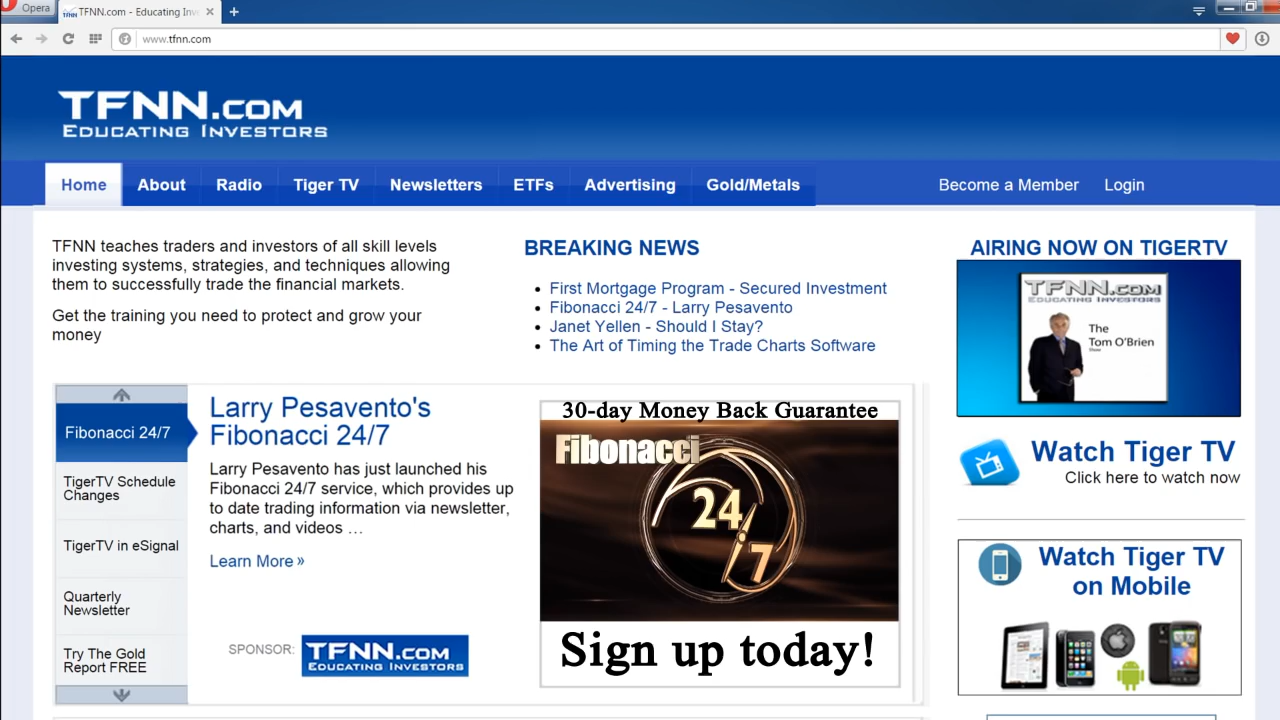 Opera
TFNN.com - Educating Inv
www.tfnn.com
TFNN.COM
EDUCATING INVESTORS
Home
About
Radio
Tiger TV
Newsletters
ETFs
Advertising
Gold/Metals
Become a Member
Login
TFNN teaches traders and investors of all skill levels
investing systems, strategies, and techniques allowing
them to successfully trade the financial markets.
Get the training you need to protect and grow your
money
BREAKING NEWS
First Mortgage Program - Secured Investment
Fibonacci 24/7 - Larry Pesavento
Janet Yellen - Should I Stay?
The Art of Timing the Trade Charts Software
AIRING NOW ON TIGERTV
TFNN.COM
EDUCATING INVESTORS
The
Tom O'Brien
Show
Watch Tiger TV
Click here to watch now
Watch Tiger TV
on Mobile
Fibonacci 24/7
TigerTV Schedule
Changes
TigerTV in eSignal
Quarterly
Newsletter
Try The Gold
Report FREE
Larry Pesavento's
Fibonacci 24/7
Larry Pesavento has just launched his
Fibonacci 24/7 service, which provides up
to date trading information via newsletter,
charts, and videos …
Learn More »
SPONSOR:
TFNN.COM
EDUCATING INVESTORS
30-day Money Back Guarantee
Fibonacci
24/7
Sign up today!